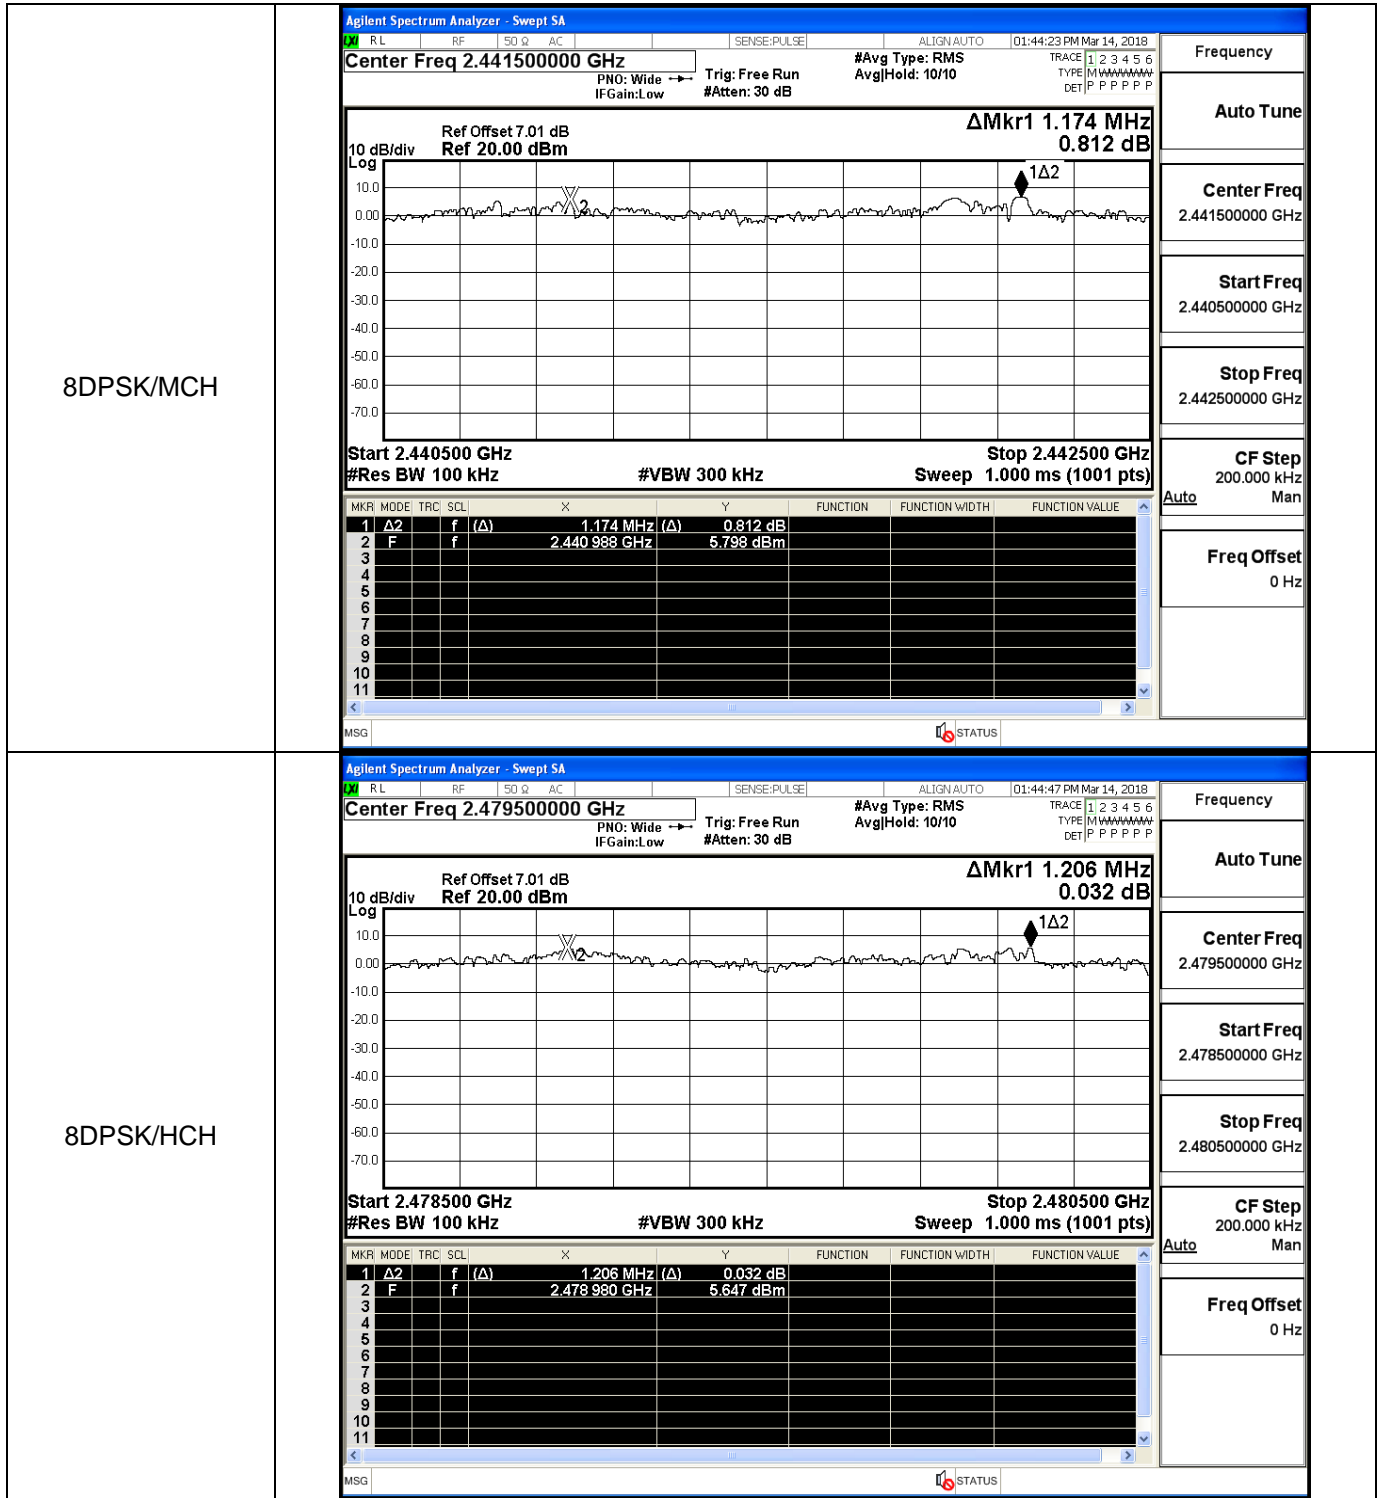 8DPSK/MCH
Agilent Spectrum Analyzer - Swept SA
LXI RL RF 50 Ω AC SENSE:PULSE ALIGN AUTO 01:44:23 PM Mar 14, 2018
Center Freq 2.441500000 GHz #Avg Type: RMS TRACE 1 2 3 4 5 6
PNO: Wide Trig: Free Run Avg|Hold: 10/10 TYPE M WWWWW
IFGain:Low #Atten: 30 dB DET P P P P P P
ΔMkr1 1.174 MHz
Ref Offset 7.01 dB
10 dB/div Ref 20.00 dBm 0.812 dB
Log
1Δ2
10.0
2
0.00
-10.0
-20.0
-30.0
-40.0
-50.0
-60.0
-70.0
Start 2.440500 GHz Stop 2.442500 GHz
#Res BW 100 kHz #VBW 300 kHz Sweep 1.000 ms (1001 pts)
MKR MODE TRC SCL X Y FUNCTION FUNCTION WIDTH FUNCTION VALUE
1 Δ2 f (Δ) 1.174 MHz (Δ) 0.812 dB
2 F f 2.440 988 GHz 5.798 dBm
3
4
5
6
7
8
9
10
11
MSG STATUS
Frequency
Auto Tune
Center Freq
2.441500000 GHz
Start Freq
2.440500000 GHz
Stop Freq
2.442500000 GHz
CF Step
200.000 kHz
Auto Man
Freq Offset
0 Hz
8DPSK/HCH
Agilent Spectrum Analyzer - Swept SA
LXI RL RF 50 Ω AC SENSE:PULSE ALIGN AUTO 01:44:47 PM Mar 14, 2018
Center Freq 2.479500000 GHz #Avg Type: RMS TRACE 1 2 3 4 5 6
PNO: Wide Trig: Free Run Avg|Hold: 10/10 TYPE M WWWWW
IFGain:Low #Atten: 30 dB DET P P P P P P
ΔMkr1 1.206 MHz
Ref Offset 7.01 dB
10 dB/div Ref 20.00 dBm 0.032 dB
Log
1Δ2
10.0
2
0.00
-10.0
-20.0
-30.0
-40.0
-50.0
-60.0
-70.0
Start 2.478500 GHz Stop 2.480500 GHz
#Res BW 100 kHz #VBW 300 kHz Sweep 1.000 ms (1001 pts)
MKR MODE TRC SCL X Y FUNCTION FUNCTION WIDTH FUNCTION VALUE
1 Δ2 f (Δ) 1.206 MHz (Δ) 0.032 dB
2 F f 2.478 980 GHz 5.647 dBm
3
4
5
6
7
8
9
10
11
MSG STATUS
Frequency
Auto Tune
Center Freq
2.479500000 GHz
Start Freq
2.478500000 GHz
Stop Freq
2.480500000 GHz
CF Step
200.000 kHz
Auto Man
Freq Offset
0 Hz